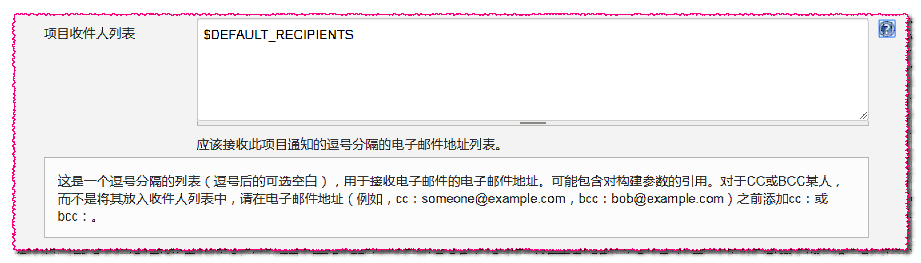 项目收件人列表
$DEFAULT_RECIPIENTS
应该接收此项目通知的逗号分隔的电子邮件地址列表。
这是一个逗号分隔的列表（逗号后的可选空白），用于接收电子邮件的电子邮件地址。可能包含对构建参数的引用。对于CC或BCC某人，
而不是将其放入收件人列表中，请在电子邮件地址（例如，cc：someone@example.com，bcc：bob@example.com）之前添加cc：或
bcc：。